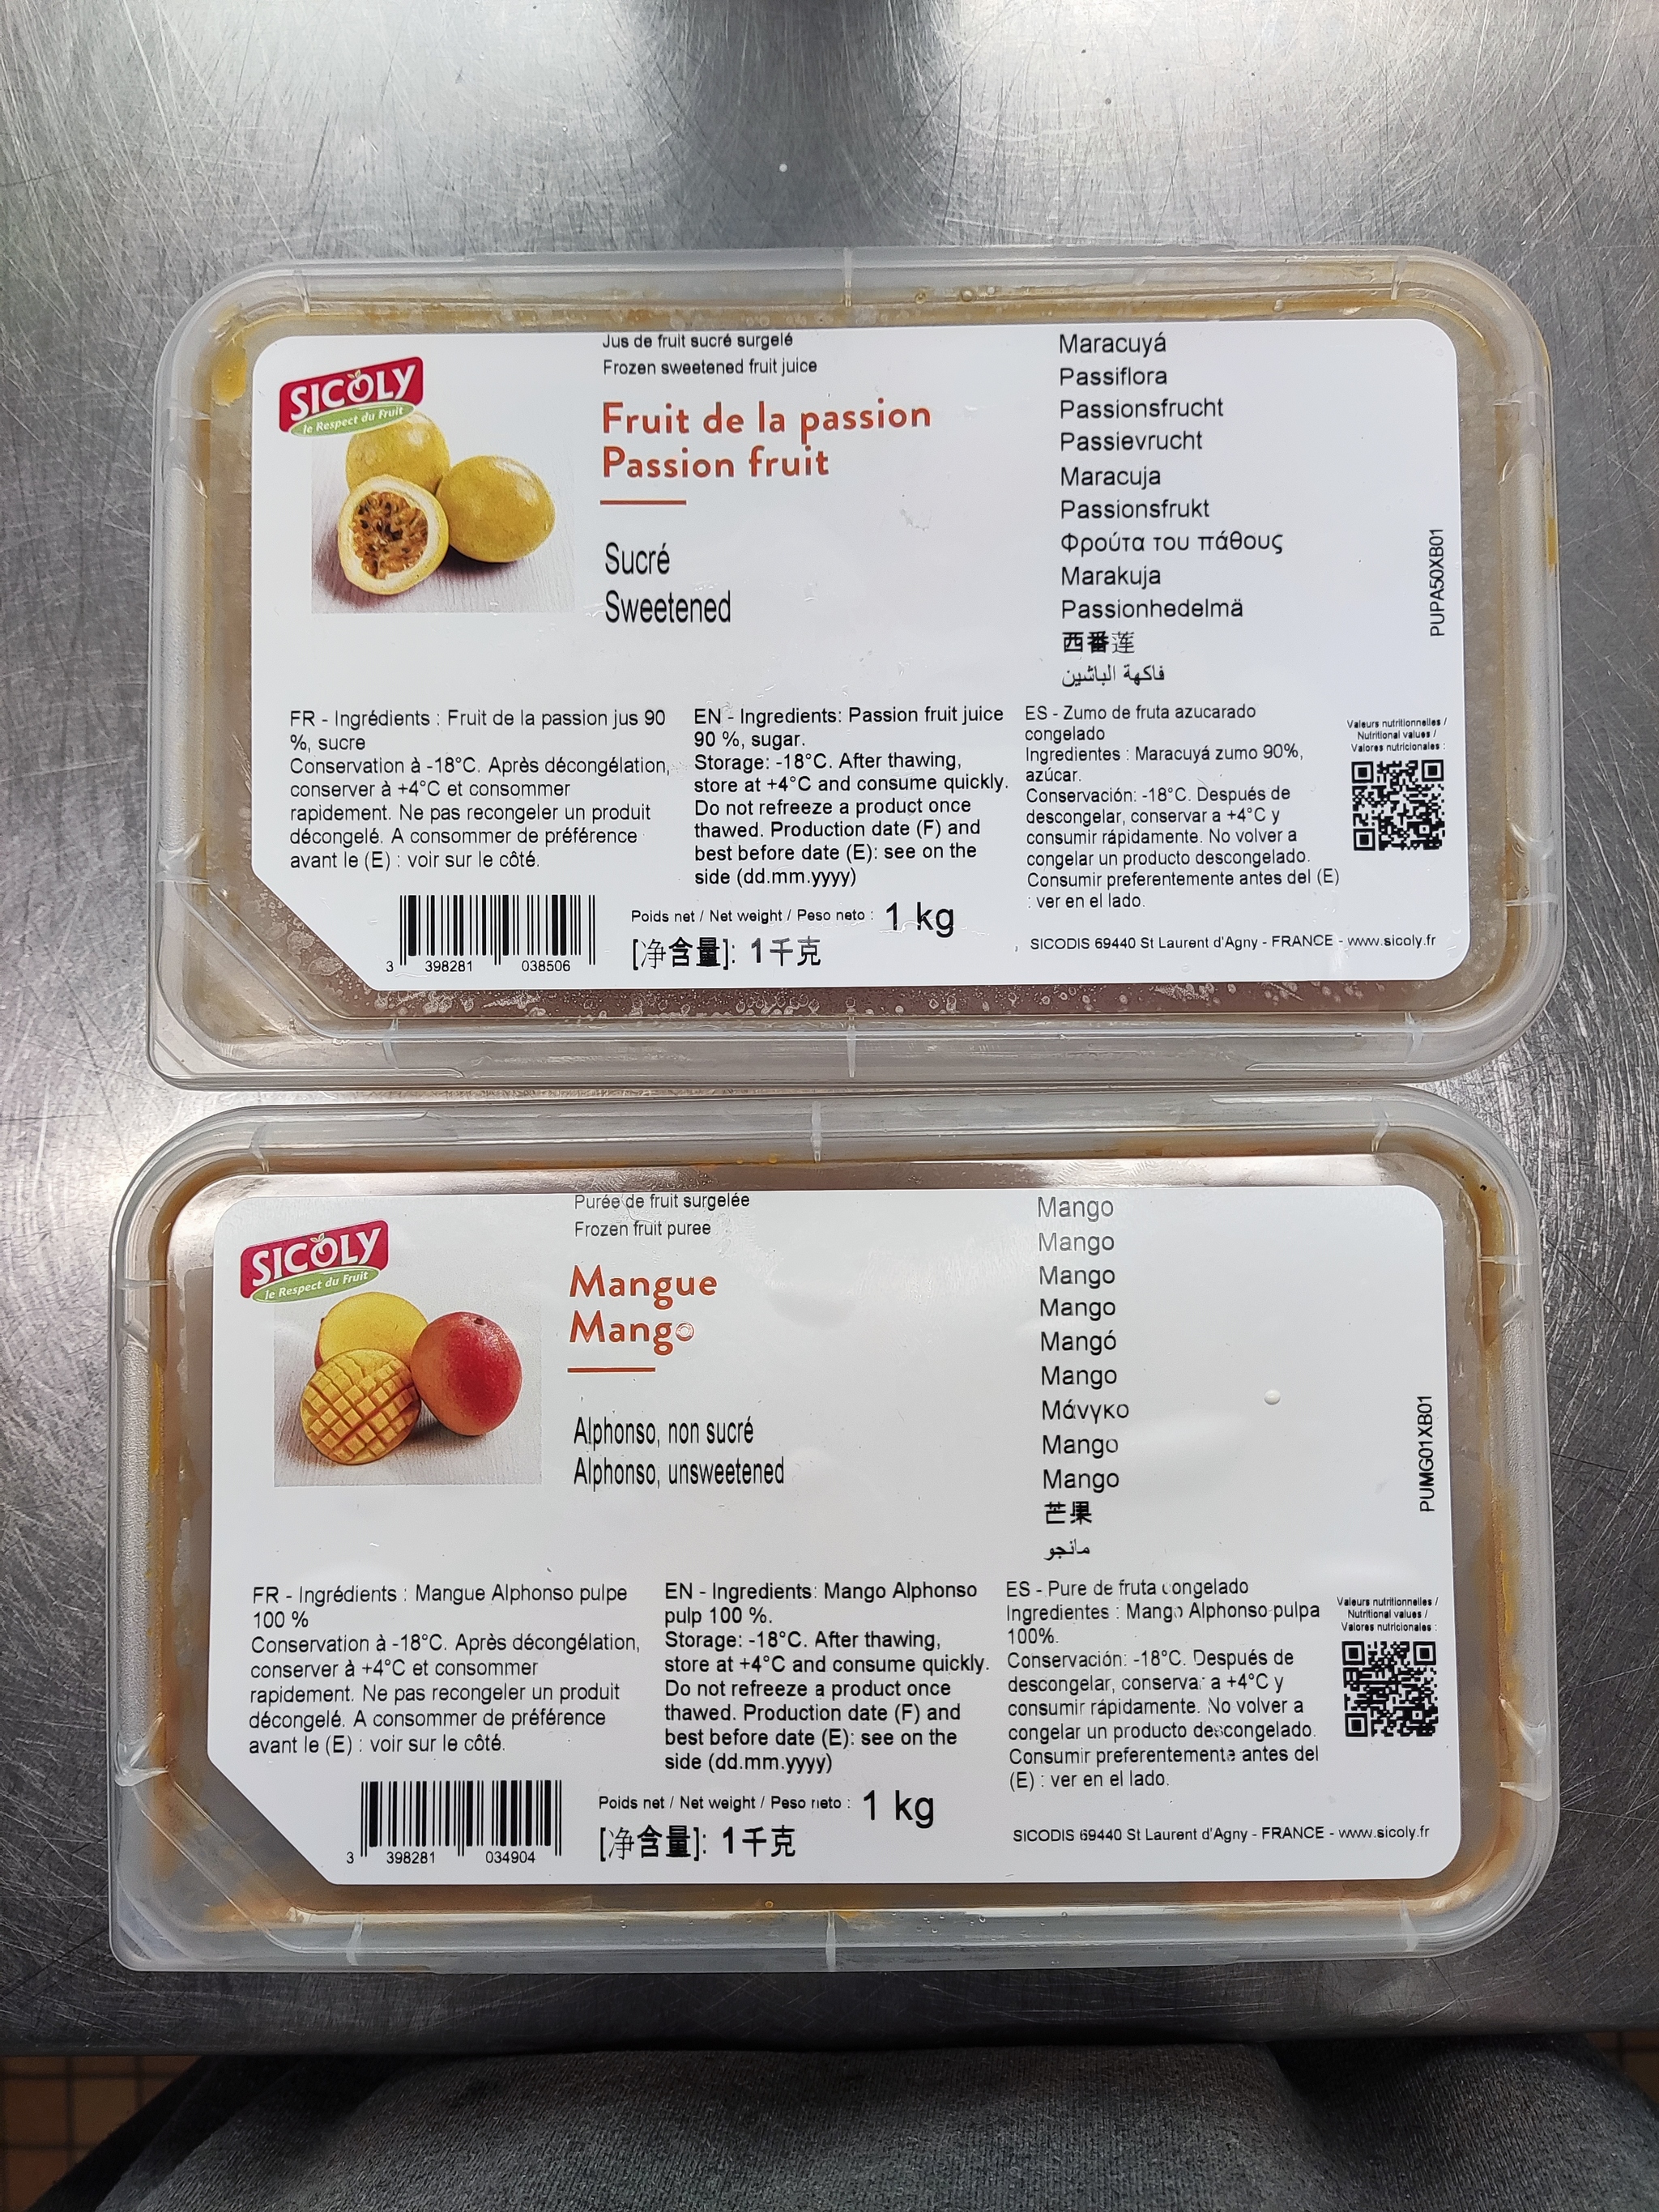 SICOLY
le Respect du Fruit
Jus de fruit sucré surgelé
Frozen sweetened fruit juice
Fruit de la passion
Passion fruit
Sucré
Sweetened
Maracuyá
Passiflora
Passionsfrucht
Passievrucht
Maracuja
Passionsfrukt
Φρούτα του πάθους
Marakuja
Passionhedelmä
西番莲
فاكهة الباشين
PUPA50XB01
FR - Ingrédients : Fruit de la passion jus 90
%, sucre
Conservation à -18°C. Après décongélation,
conserver à +4°C et consommer
rapidement. Ne pas recongeler un produit
décongelé. A consommer de préférence
avant le (E) : voir sur le côté.
EN - Ingredients: Passion fruit juice
90 %, sugar.
Storage: -18°C. After thawing,
store at +4°C and consume quickly.
Do not refreeze a product once
thawed. Production date (F) and
best before date (E): see on the
side (dd.mm.yyyy)
ES - Zumo de fruta azucarado
congelado
Ingredientes : Maracuyá zumo 90%,
azúcar.
Conservación: -18°C. Después de
descongelar, conservar a +4°C y
consumir rápidamente. No volver a
congelar un producto descongelado.
Consumir preferentemente antes del (E)
: ver en el lado.
Valeurs nutritionnelles /
Nutritional values /
Valores nutricionales :
3 398281 038506
Poids net / Net weight / Peso neto : 1 kg
[净含量]: 1千克
SICODIS 69440 St Laurent d'Agny - FRANCE - www.sicoly.fr
SICOLY
le Respect du Fruit
Purée de fruit surgelée
Frozen fruit puree
Mangue
Mango
Alphonso, non sucré
Alphonso, unsweetened
Mango
Mango
Mango
Mango
Mangó
Mango
Μάνγκο
Mango
Mango
芒果
مانجو
PUMG01XB01
FR - Ingrédients : Mangue Alphonso pulpe
100 %
Conservation à -18°C. Après décongélation,
conserver à +4°C et consommer
rapidement. Ne pas recongeler un produit
décongelé. A consommer de préférence
avant le (E) : voir sur le côté.
EN - Ingredients: Mango Alphonso
pulp 100 %.
Storage: -18°C. After thawing,
store at +4°C and consume quickly.
Do not refreeze a product once
thawed. Production date (F) and
best before date (E): see on the
side (dd.mm.yyyy)
ES - Pure de fruta congelado
Ingredientes : Mango Alphonso pulpa
100%.
Conservación: -18°C. Después de
descongelar, conservar a +4°C y
consumir rápidamente. No volver a
congelar un producto descongelado.
Consumir preferentemente antes del
(E) : ver en el lado.
Valeurs nutritionnelles /
Nutritional values /
Valores nutricionales :
3 398281 034904
Poids net / Net weight / Peso neto : 1 kg
[净含量]: 1千克
SICODIS 69440 St Laurent d'Agny - FRANCE - www.sicoly.fr